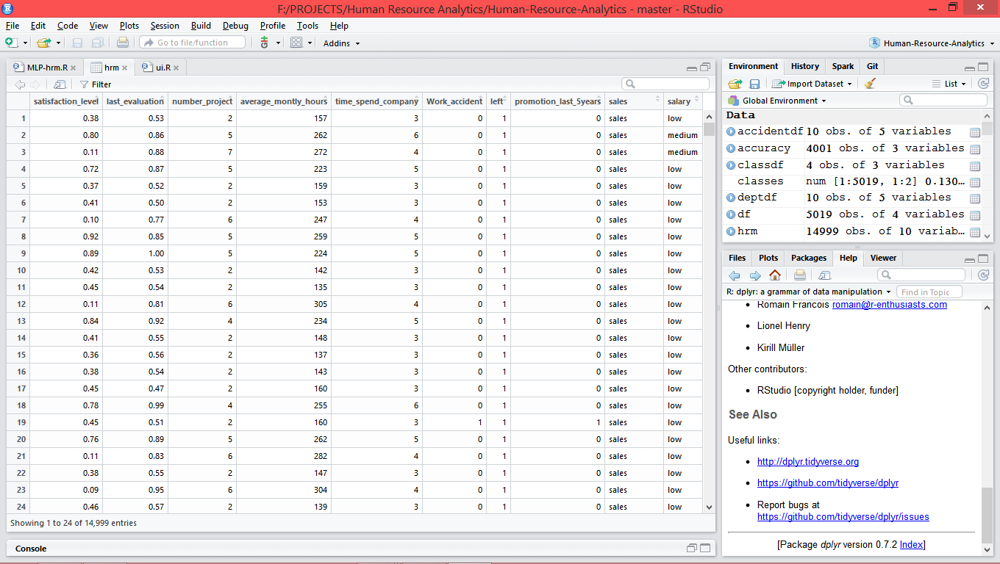 F:/PROJECTS/Human Resource Analytics/Human-Resource-Analytics - master - RStudio
File Edit Code View Plots Session Build Debug Profile Tools Help
Go to file/function Addins Human-Resource-Analytics
MLP-hrm.R hrm ui.R
Filter
satisfaction_level last_evaluation number_project average_montly_hours time_spend_company Work_accident left promotion_last_5years sales salary
1 0.38 0.53 2 157 3 0 1 0 sales low
2 0.80 0.86 5 262 6 0 1 0 sales medium
3 0.11 0.88 7 272 4 0 1 0 sales medium
4 0.72 0.87 5 223 5 0 1 0 sales low
5 0.37 0.52 2 159 3 0 1 0 sales low
6 0.41 0.50 2 153 3 0 1 0 sales low
7 0.10 0.77 6 247 4 0 1 0 sales low
8 0.92 0.85 5 259 5 0 1 0 sales low
9 0.89 1.00 5 224 5 0 1 0 sales low
10 0.42 0.53 2 142 3 0 1 0 sales low
11 0.45 0.54 2 135 3 0 1 0 sales low
12 0.11 0.81 6 305 4 0 1 0 sales low
13 0.84 0.92 4 234 5 0 1 0 sales low
14 0.41 0.55 2 148 3 0 1 0 sales low
15 0.36 0.56 2 137 3 0 1 0 sales low
16 0.38 0.54 2 143 3 0 1 0 sales low
17 0.45 0.47 2 160 3 0 1 0 sales low
18 0.78 0.99 4 255 6 0 1 0 sales low
19 0.45 0.51 2 160 3 1 1 1 sales low
20 0.76 0.89 5 262 5 0 1 0 sales low
21 0.11 0.83 6 282 4 0 1 0 sales low
22 0.38 0.55 2 147 3 0 1 0 sales low
23 0.09 0.95 6 304 4 0 1 0 sales low
24 0.46 0.57 2 139 3 0 1 0 sales low
Showing 1 to 24 of 14,999 entries
Console
Environment History Spark Git
Import Dataset List
Global Environment
Data
accidentdf 10 obs. of 5 variables
accuracy 4001 obs. of 3 variables
classdf 4 obs. of 3 variables
classes num [1:5019, 1:2] 0.130...
deptdf 10 obs. of 5 variables
df 5019 obs. of 4 variables
hrm 14999 obs. of 10 variab...
Files Plots Packages Help Viewer
R: dplyr: a grammar of data manipulation Find in Topic
• Romain Francois romain@r-enthusiasts.com
• Lionel Henry
• Kirill Müller
Other contributors:
• RStudio [copyright holder, funder]
See Also
Useful links:
• http://dplyr.tidyverse.org
• https://github.com/tidyverse/dplyr
• Report bugs at
https://github.com/tidyverse/dplyr/issues
[Package dplyr version 0.7.2 Index]